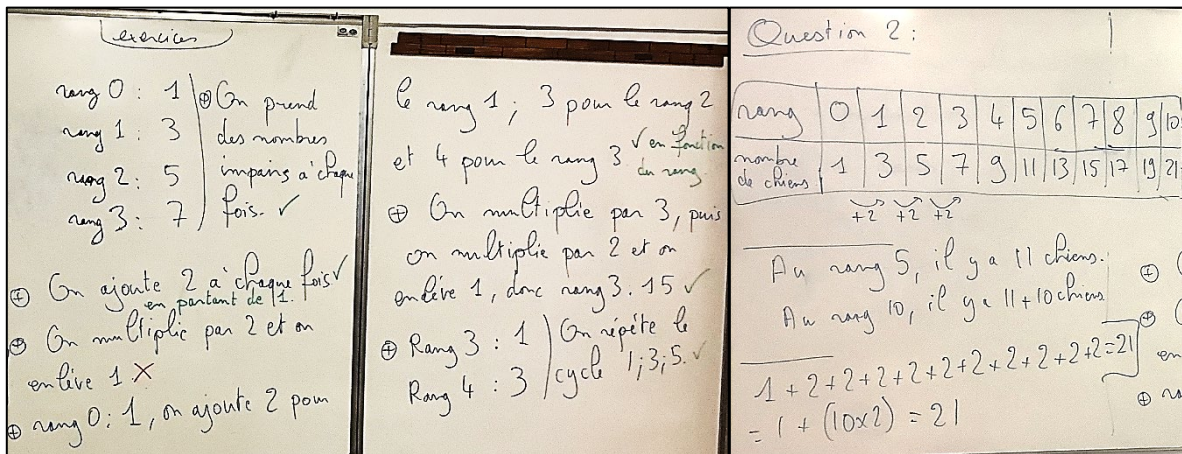 exercices
rang 0 : 1
rang 1 : 3
rang 2 : 5
rang 3 : 7
⊕ On prend
des nombres
impairs à chaque
fois. ✓
⊕ On ajoute 2 à chaque fois ✓
en partant de 1.
⊕ On multiplie par 2 et on
enlève 1 ✗
⊕ rang 0 : 1, on ajoute 2 pour
le rang 1 ; 3 pour le rang 2
et 4 pour le rang 3 ✓ en fonction
du rang
⊕ On multiplie par 3, puis
on multiplie par 2 et on
enlève 1, donc rang 3 . 15 ✓
⊕ Rang 3 : 1
Rang 4 : 3
On répète le
cycle 1 ; 3 ; 5. ✓
Question 2 :
rang 0 1 2 3 4 5 6 7 8 9 10
nombre
de chiens 1 3 5 7 9 11 13 15 17 19 21
+2 +2 +2
Au rang 5, il y a 11 chiens.
Au rang 10, il y a 11 + 10 chiens
1 + 2 + 2 + 2 + 2 + 2 + 2 + 2 + 2 + 2 + 2 = 21
= 1 + (10×2) = 21
⊕ (
⊕ (
en
⊕ ra